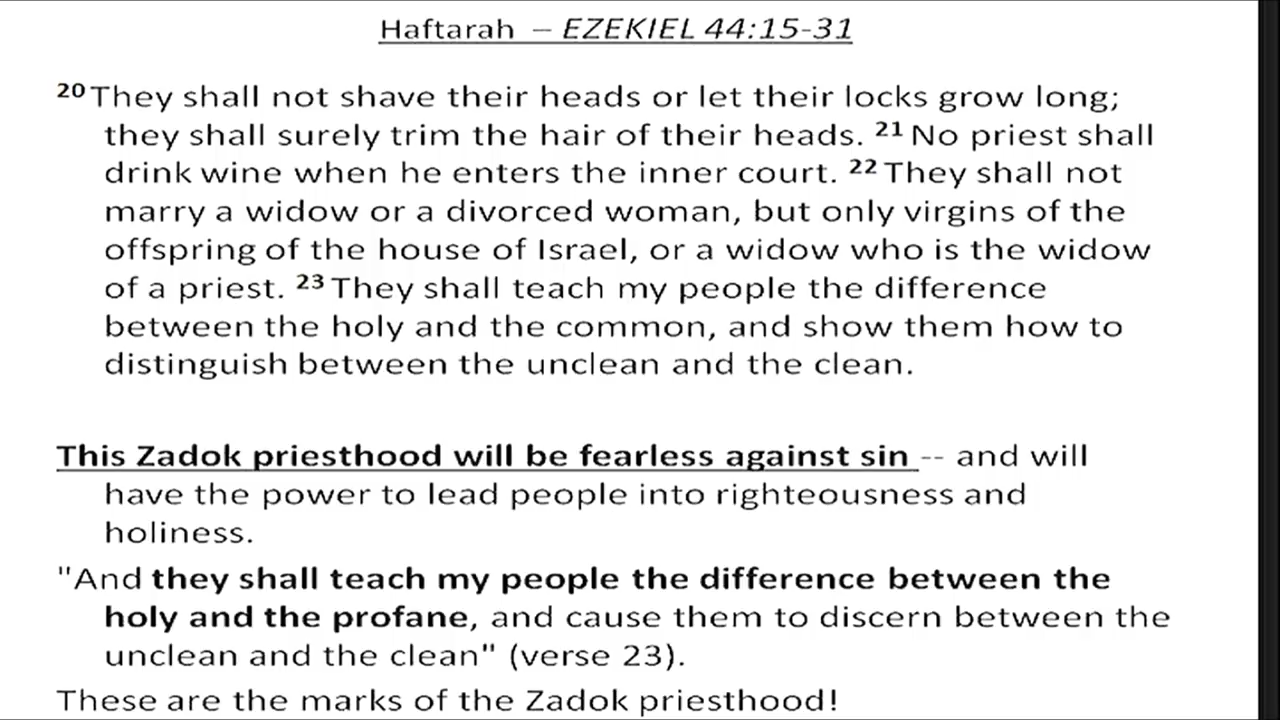 Haftarah – EZEKIEL 44:15-31
20 They shall not shave their heads or let their locks grow long;
they shall surely trim the hair of their heads. 21 No priest shall
drink wine when he enters the inner court. 22 They shall not
marry a widow or a divorced woman, but only virgins of the
offspring of the house of Israel, or a widow who is the widow
of a priest. 23 They shall teach my people the difference
between the holy and the common, and show them how to
distinguish between the unclean and the clean.
This Zadok priesthood will be fearless against sin -- and will
have the power to lead people into righteousness and
holiness.
"And they shall teach my people the difference between the
holy and the profane, and cause them to discern between the
unclean and the clean" (verse 23).
These are the marks of the Zadok priesthood!